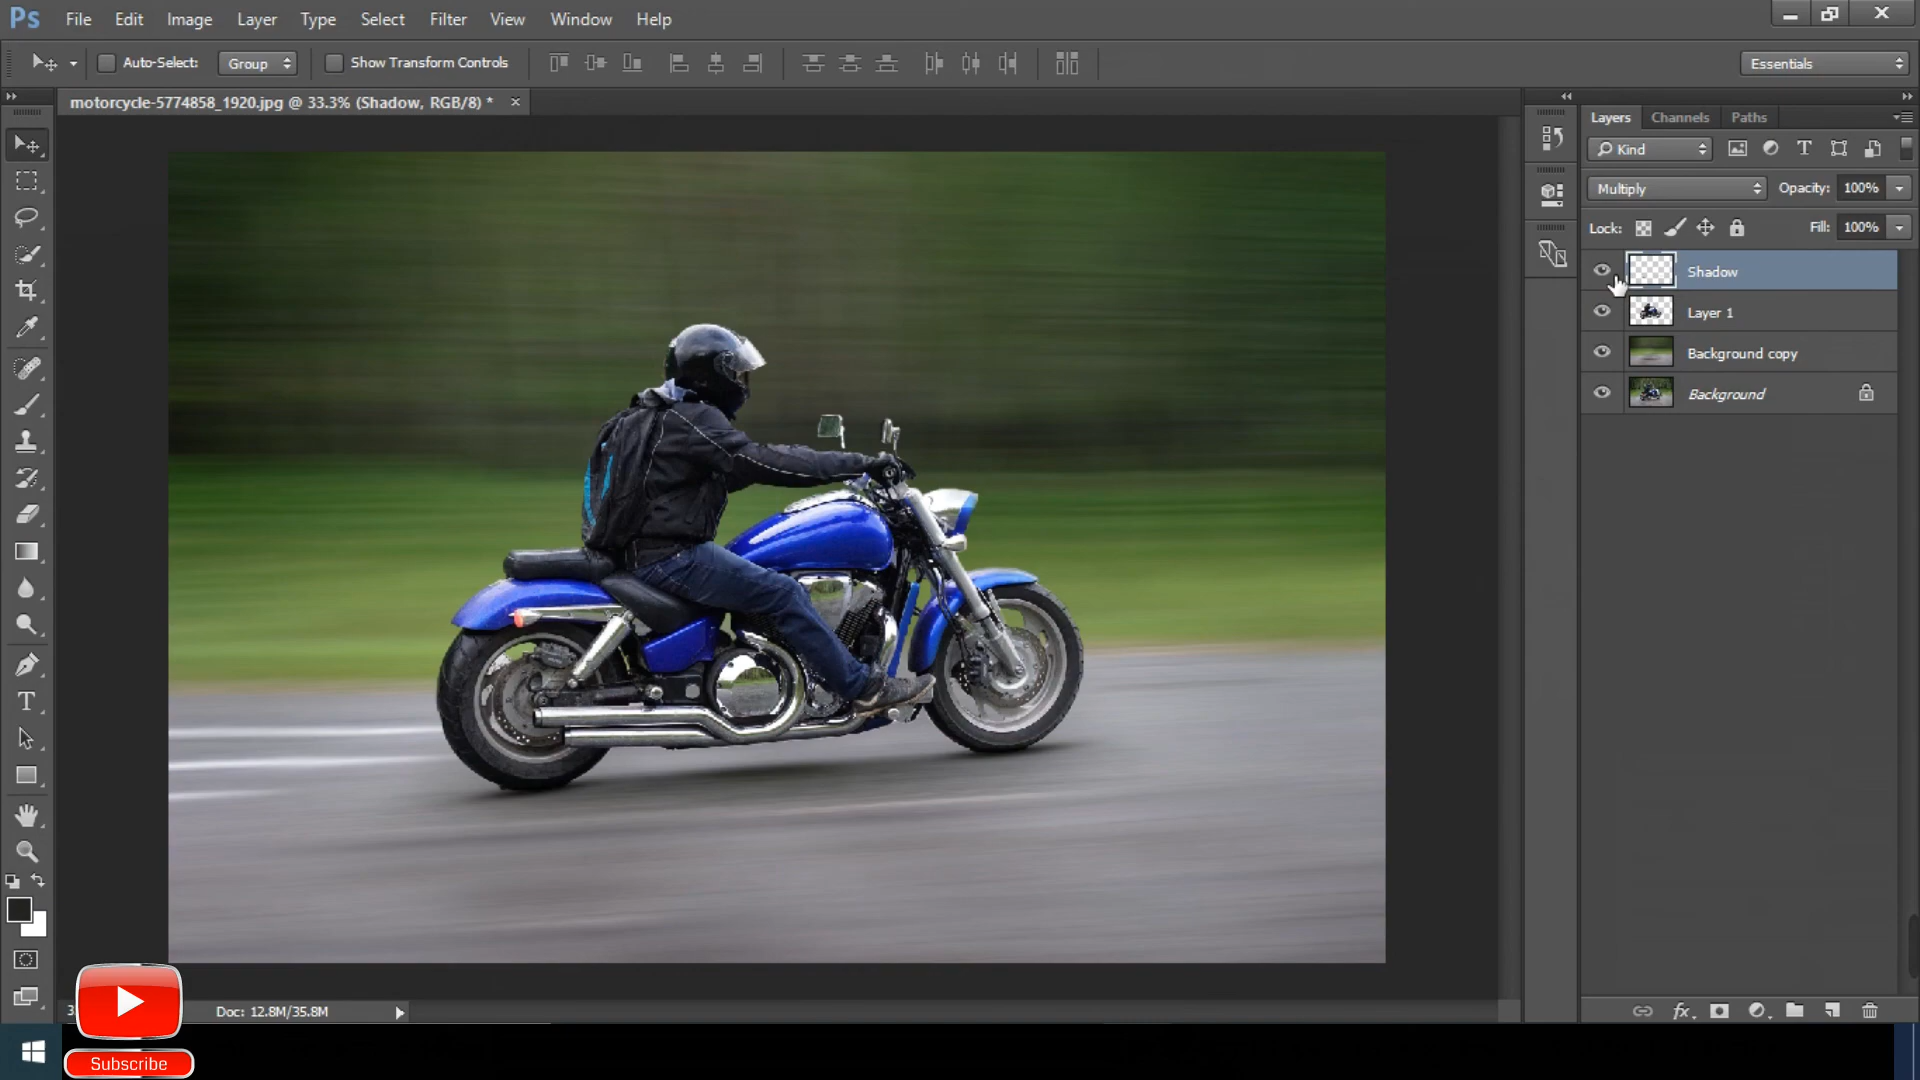 Ps File Edit Image Layer Type Select Filter View Window Help
Auto-Select: Group Show Transform Controls Essentials
motorcycle-5774858_1920.jpg @ 33.3% (Shadow, RGB/8) *
Layers Channels Paths
Kind
Multiply Opacity: 100%
Lock: Fill: 100%
Shadow
Layer 1
Background copy
Background
Doc: 12.8M/35.8M
Subscribe